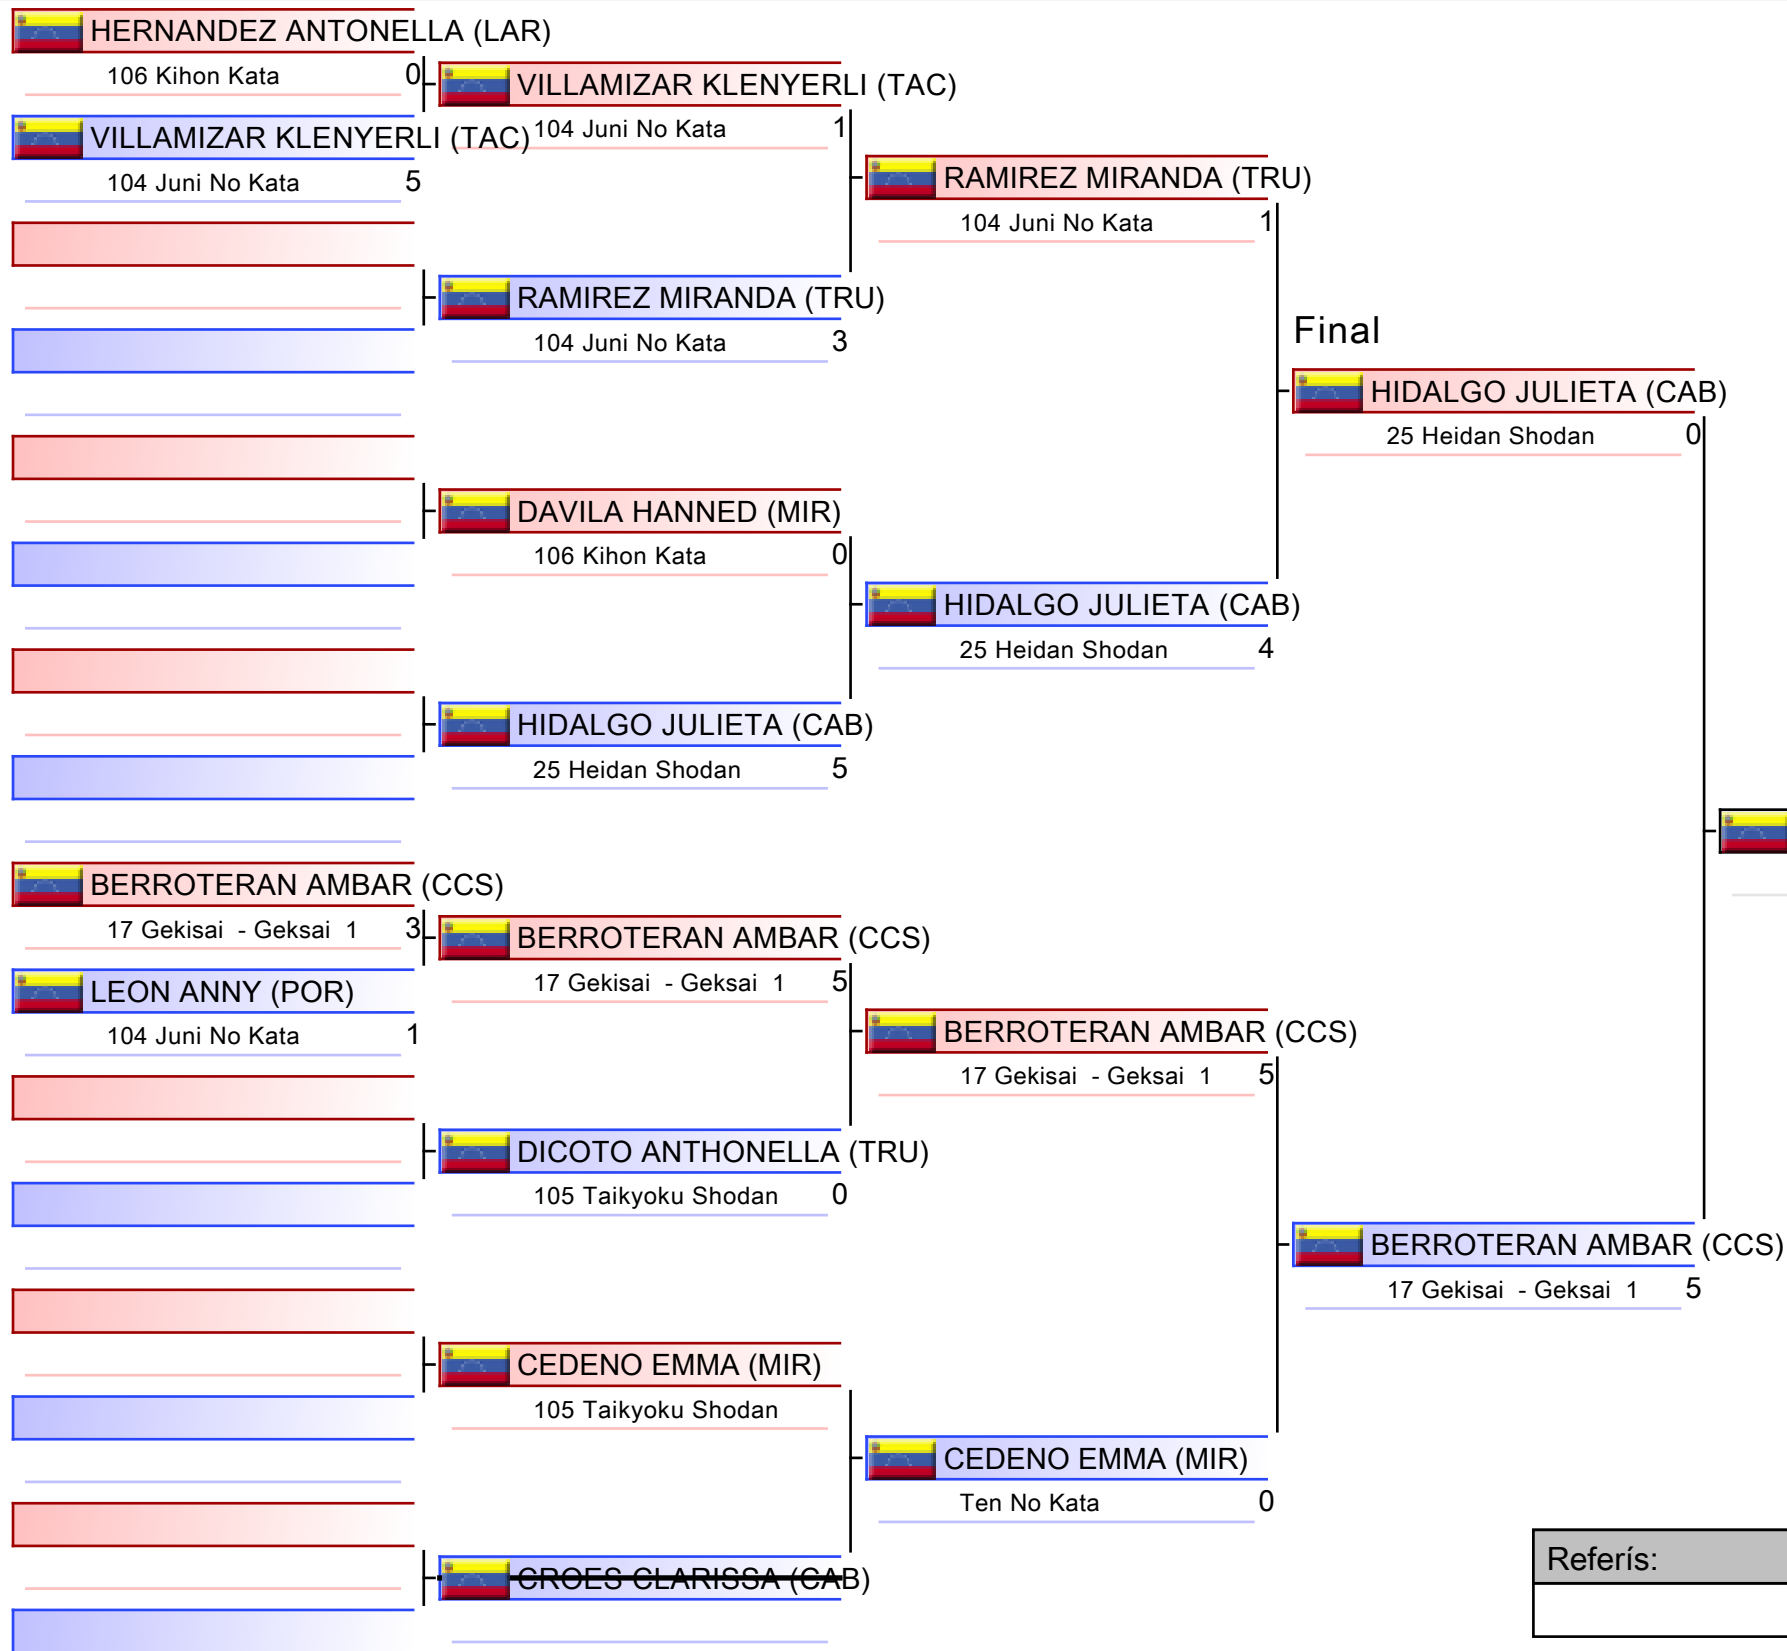 HERNANDEZ ANTONELLA (LAR)
106 Kihon Kata 0
VILLAMIZAR KLENYERLI (TAC)
104 Juni No Kata 5
BERROTERAN AMBAR (CCS)
17 Gekisai - Geksai 1 3
LEON ANNY (POR)
104 Juni No Kata 1
VILLAMIZAR KLENYERLI (TAC)
104 Juni No Kata 1
RAMIREZ MIRANDA (TRU)
104 Juni No Kata 3
DAVILA HANNED (MIR)
106 Kihon Kata 0
HIDALGO JULIETA (CAB)
25 Heidan Shodan 5
BERROTERAN AMBAR (CCS)
17 Gekisai - Geksai 1 5
DICOTO ANTHONELLA (TRU)
105 Taikyoku Shodan 0
CEDENO EMMA (MIR)
105 Taikyoku Shodan
CROES CLARISSA (CAB)
RAMIREZ MIRANDA (TRU)
104 Juni No Kata 1
HIDALGO JULIETA (CAB)
25 Heidan Shodan 4
BERROTERAN AMBAR (CCS)
17 Gekisai - Geksai 1 5
CEDENO EMMA (MIR)
Ten No Kata 0
Final
HIDALGO JULIETA (CAB)
25 Heidan Shodan 0
BERROTERAN AMBAR (CCS)
17 Gekisai - Geksai 1 5
Referís: